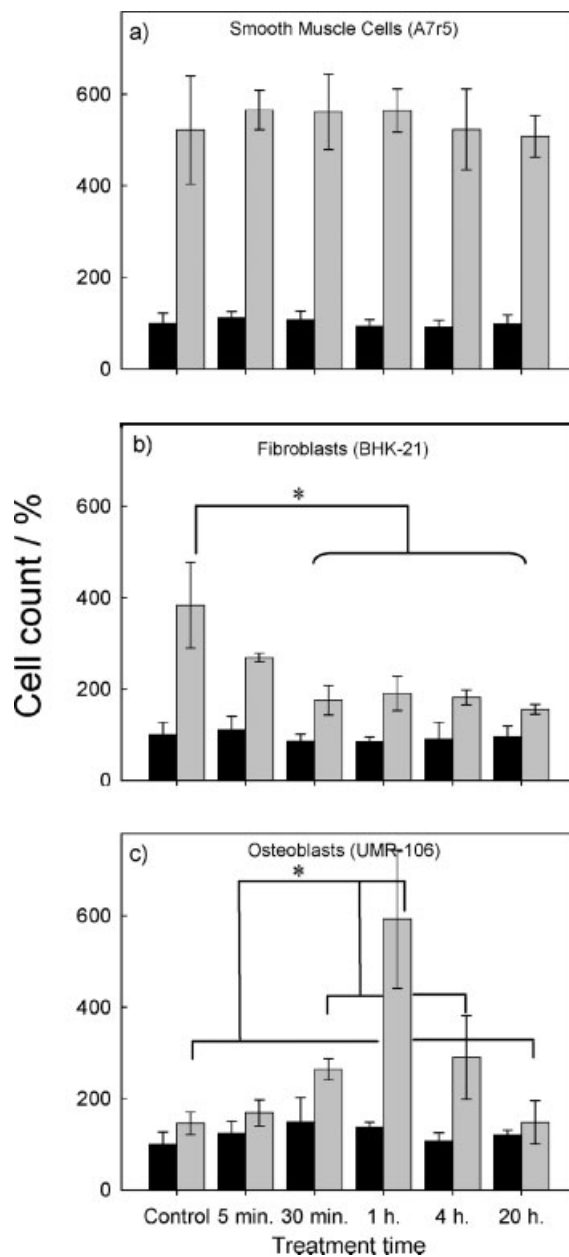 a)
Smooth Muscle Cells (A7r5)
600
400
200
0
b)
Fibroblasts (BHK-21)
*
600
400
200
0
Cell count / %
c)
Osteoblasts (UMR-106)
*
600
400
200
0
Control 5 min. 30 min. 1 h. 4 h. 20 h.
Treatment time